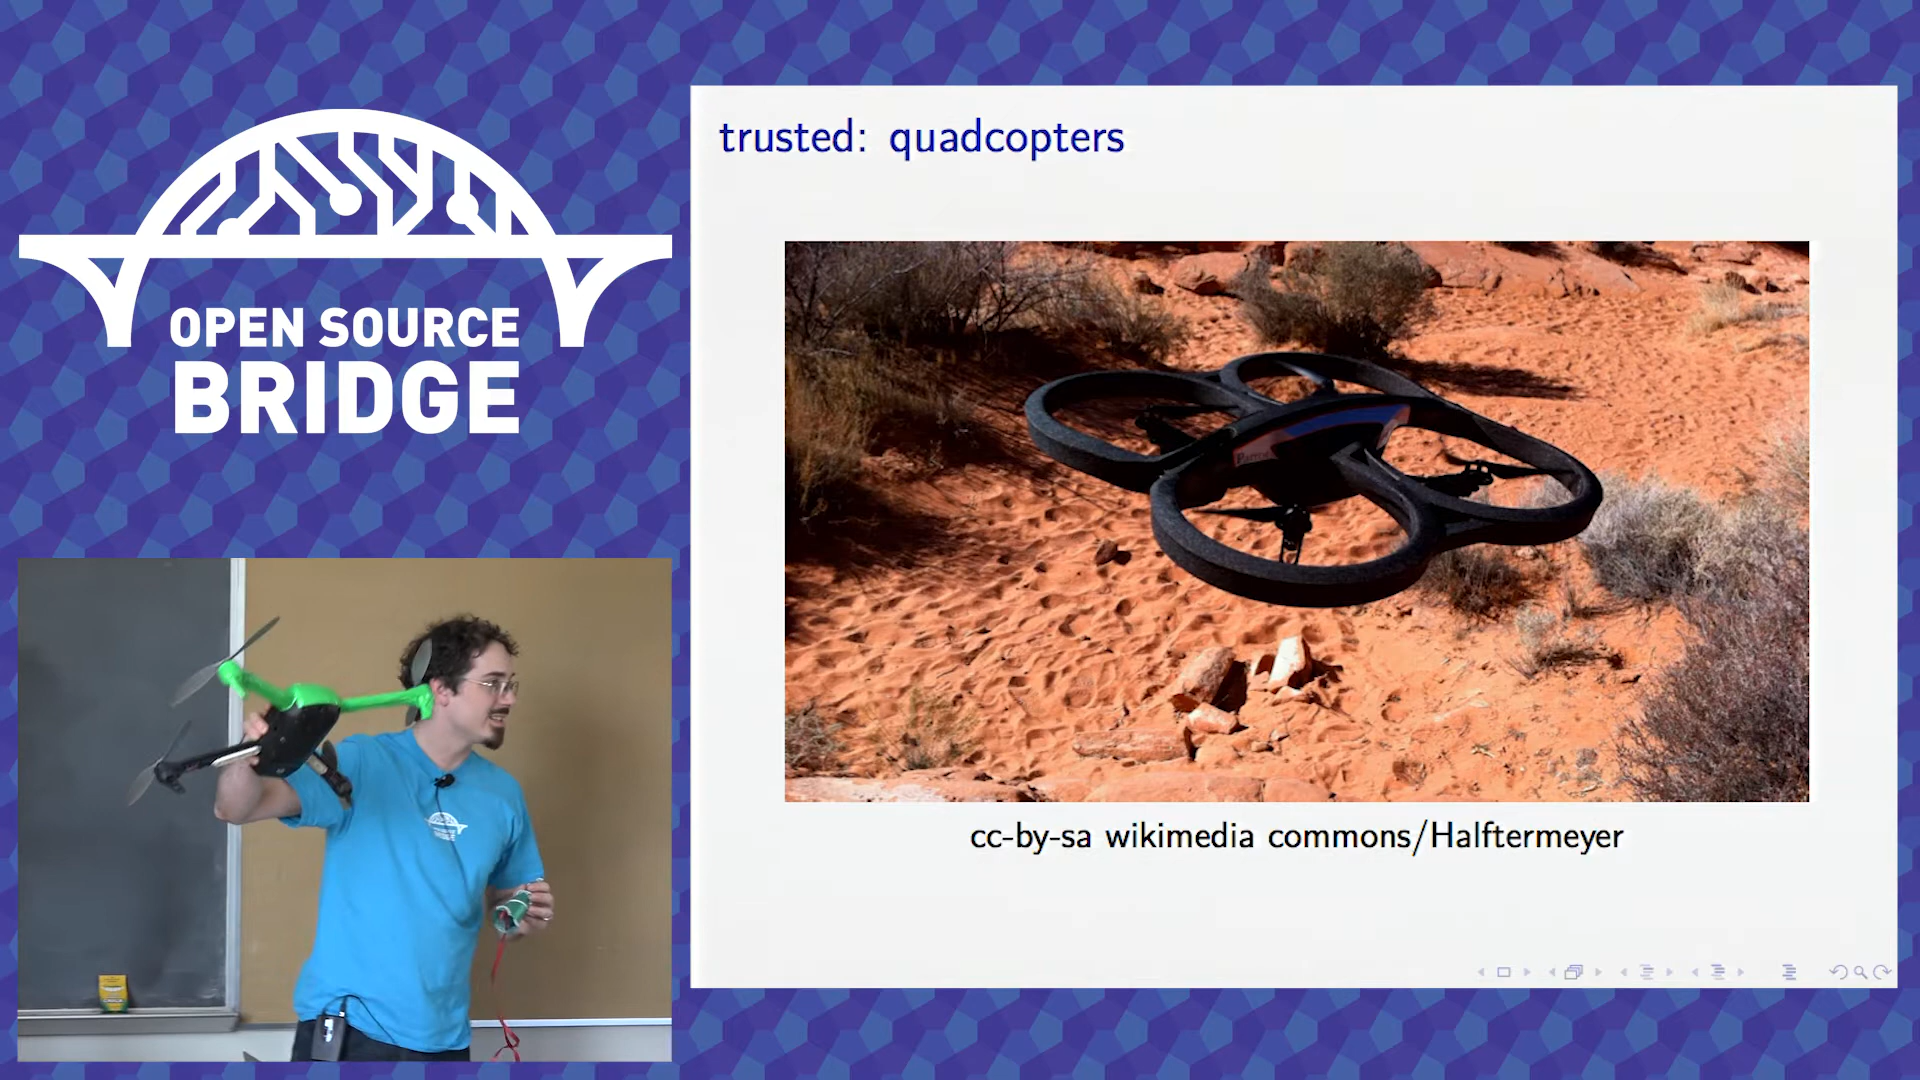 OPEN SOURCE
BRIDGE
trusted: quadcopters
cc-by-sa wikimedia commons/Halftermeyer